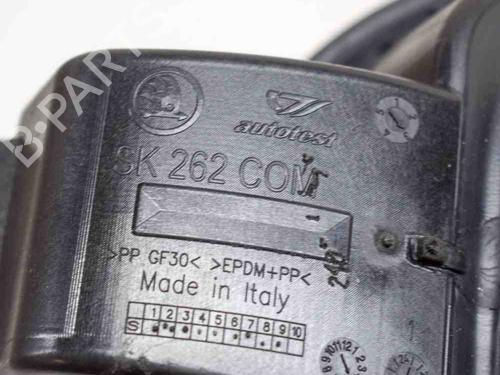 B-PARTS
autotest
SK 262 COM
1
>PP GF30< >EPDM+PP<
Made in Italy
1 2 3 4 5 6 7 8 9 10
S